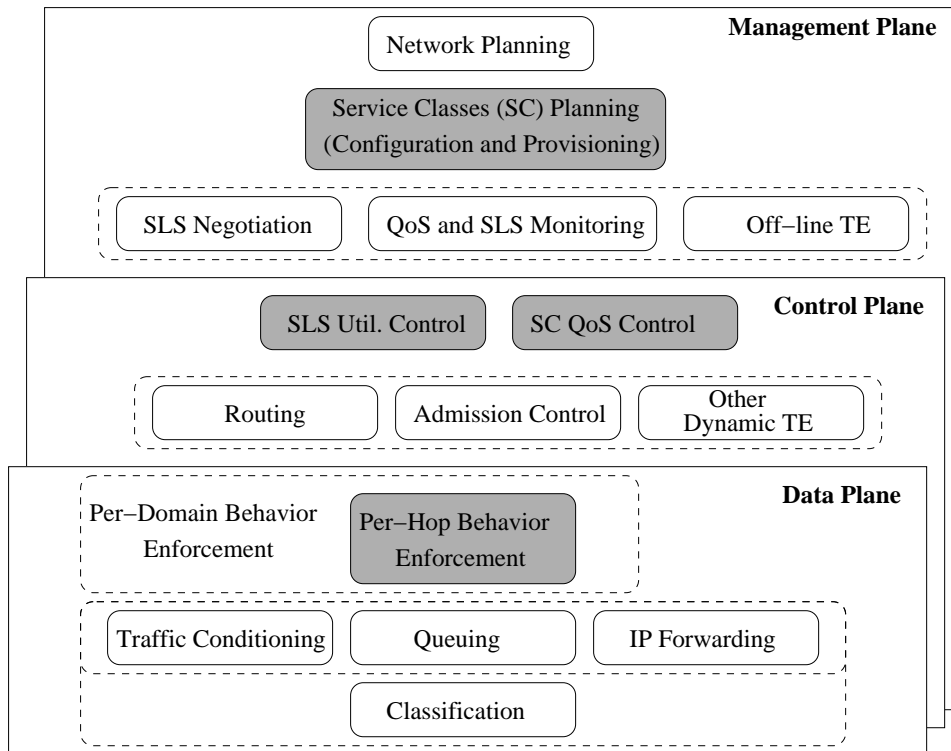 Management Plane
Network Planning
Service Classes (SC) Planning
(Configuration and Provisioning)
SLS Negotiation
QoS and SLS Monitoring
Off−line TE
Control Plane
SLS Util. Control
SC QoS Control
Routing
Admission Control
Other
Dynamic TE
Data Plane
Per−Domain Behavior
Enforcement
Per−Hop Behavior
Enforcement
Traffic Conditioning
Queuing
IP Forwarding
Classification